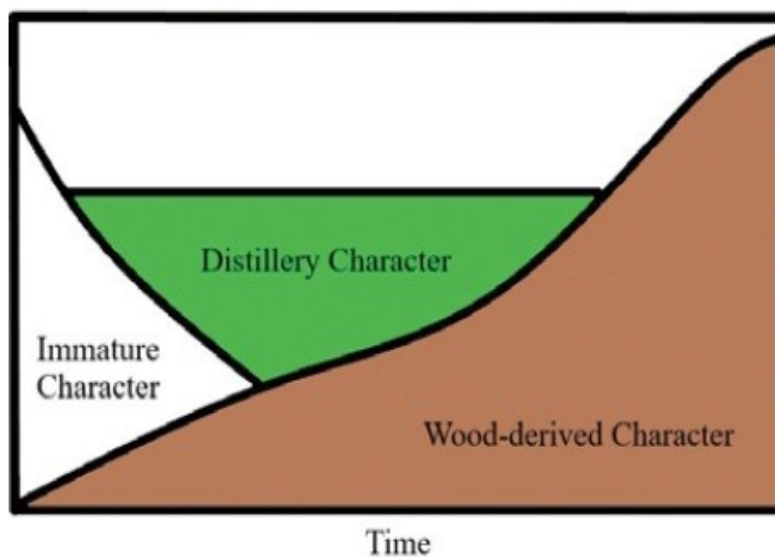 Distillery Character
Immature
Character
Wood-derived Character
Time